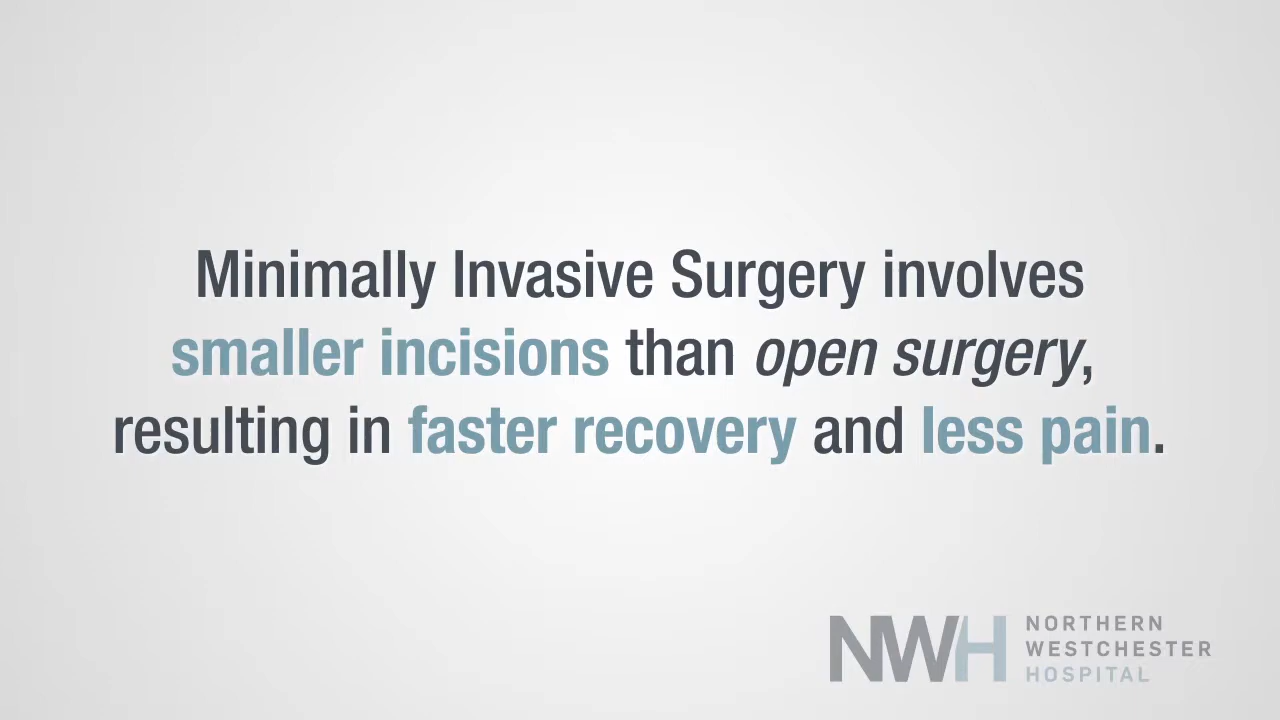 Minimally Invasive Surgery involves
smaller incisions than open surgery,
resulting in faster recovery and less pain.
NWH
NORTHERN
WESTCHESTER
HOSPITAL